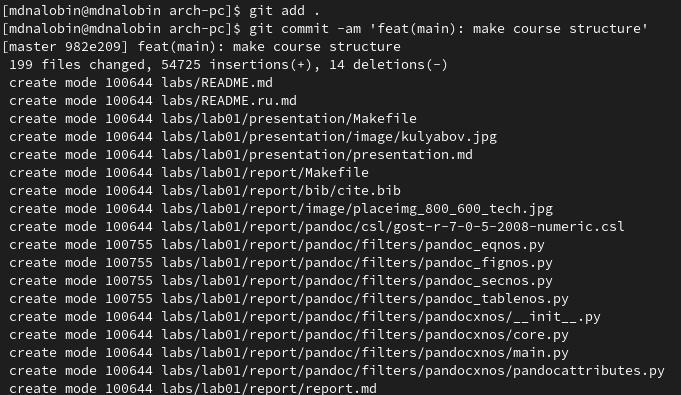 [mdnalobin@mdnalobin arch-pc]$ git add .
[mdnalobin@mdnalobin arch-pc]$ git commit -am 'feat(main): make course structure'
[master 982e209] feat(main): make course structure
 199 files changed, 54725 insertions(+), 14 deletions(-)
 create mode 100644 labs/README.md
 create mode 100644 labs/README.ru.md
 create mode 100644 labs/lab01/presentation/Makefile
 create mode 100644 labs/lab01/presentation/image/kulyabov.jpg
 create mode 100644 labs/lab01/presentation/presentation.md
 create mode 100644 labs/lab01/report/Makefile
 create mode 100644 labs/lab01/report/bib/cite.bib
 create mode 100644 labs/lab01/report/image/placeimg_800_600_tech.jpg
 create mode 100644 labs/lab01/report/pandoc/csl/gost-r-7-0-5-2008-numeric.csl
 create mode 100755 labs/lab01/report/pandoc/filters/pandoc_eqnos.py
 create mode 100755 labs/lab01/report/pandoc/filters/pandoc_fignos.py
 create mode 100755 labs/lab01/report/pandoc/filters/pandoc_secnos.py
 create mode 100755 labs/lab01/report/pandoc/filters/pandoc_tablenos.py
 create mode 100644 labs/lab01/report/pandoc/filters/pandocxnos/__init__.py
 create mode 100644 labs/lab01/report/pandoc/filters/pandocxnos/core.py
 create mode 100644 labs/lab01/report/pandoc/filters/pandocxnos/main.py
 create mode 100644 labs/lab01/report/pandoc/filters/pandocxnos/pandocattributes.py
 create mode 100644 labs/lab01/report/report.md